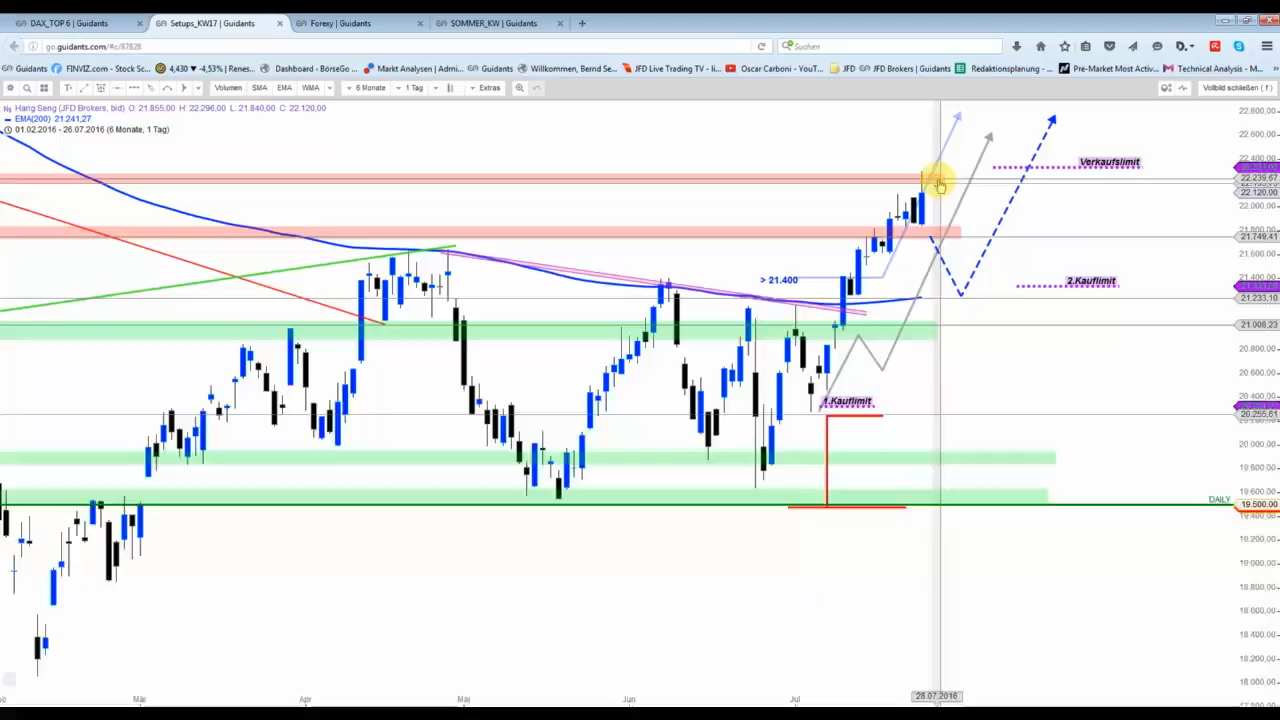 DAX_TOP 6 | Guidants
Setups_KW17 | Guidants
Forexy | Guidants
SOMMER_KW | Guidants
go.guidants.com/#c/87828
Suchen
Guidants
FINVIZ.com - Stock Sc...
4,430 ▾ -4,53% | Renes...
Dashboard ‹ BörseGo ...
Markt Analysen | Admi...
Guidants
Willkommen, Bernd Se...
JFD Live Trading TV - li...
Oscar Carboni - YouT...
JFD
JFD Brokers | Guidants
Redaktionsplanung - ...
Pre-Market Most Activ...
Technical Analysis - M...
Volumen
SMA
EMA
WMA
6 Monate
1 Tag
Extras
Vollbild schließen ( f )
Hang Seng (JFD Brokers, bid) O: 21.855,00 H: 22.296,00 L: 21.840,00 C: 22.120,00
EMA(200) 21.241,27
01.02.2016 - 26.07.2016 (6 Monate, 1 Tag)
22.800,00
22.600,00
22.400,00
Verkaufslimit
22.239,67
22.120,00
22.000,00
21.749,41
21.600,00
21.400,00
> 21.400
2.Kauflimit
21.233,10
21.008,23
20.800,00
20.600,00
1.Kauflimit
20.255,61
20.000,00
19.800,00
19.600,00
DAILY
19.500,00
19.400,00
19.200,00
19.000,00
18.800,00
18.600,00
18.400,00
18.200,00
18.000,00
Mär
Apr
Mai
Jun
Jul
28.07.2016